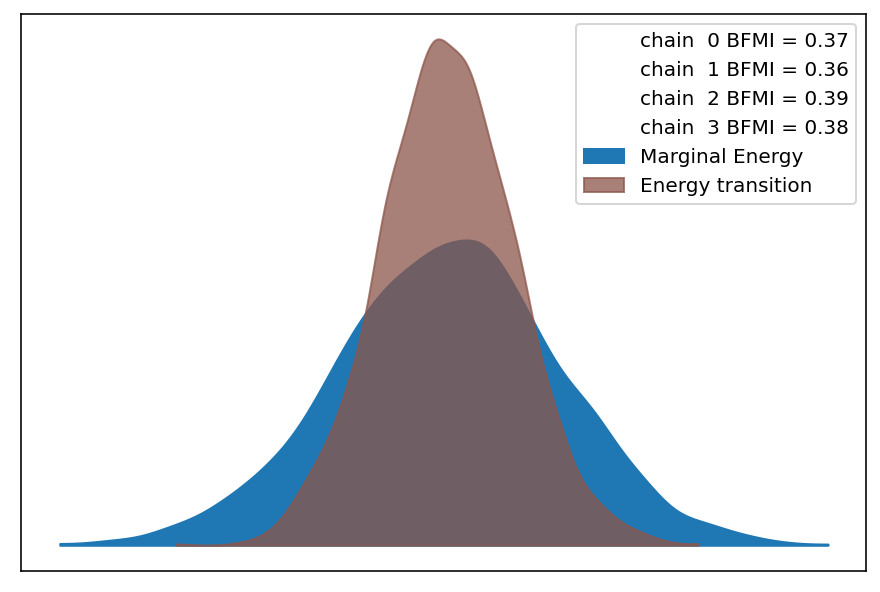 chain  0 BFMI = 0.37
chain  1 BFMI = 0.36
chain  2 BFMI = 0.39
chain  3 BFMI = 0.38
Marginal Energy
Energy transition